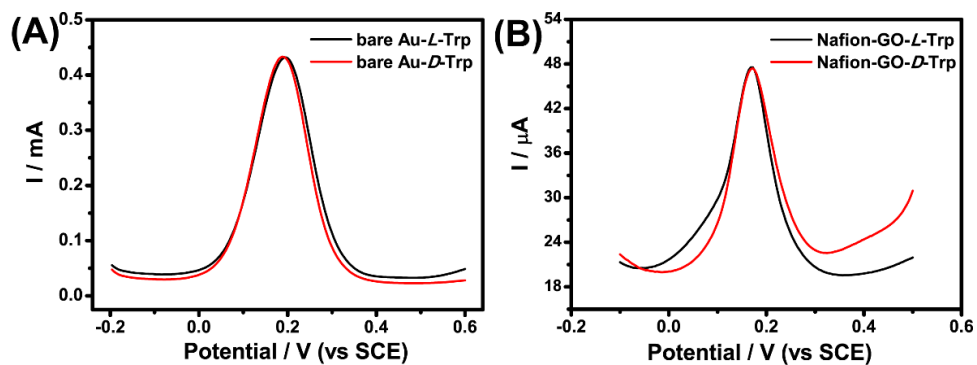 (A)
bare Au-L-Trp
bare Au-D-Trp
0.5
0.4
0.3
0.2
0.1
0.0
I / mA
-0.2 0.0 0.2 0.4 0.6
Potential / V (vs SCE)
(B)
Nafion-GO-L-Trp
Nafion-GO-D-Trp
54
48
42
36
30
24
18
I / μA
-0.2 0.0 0.2 0.4 0.6
Potential / V (vs SCE)